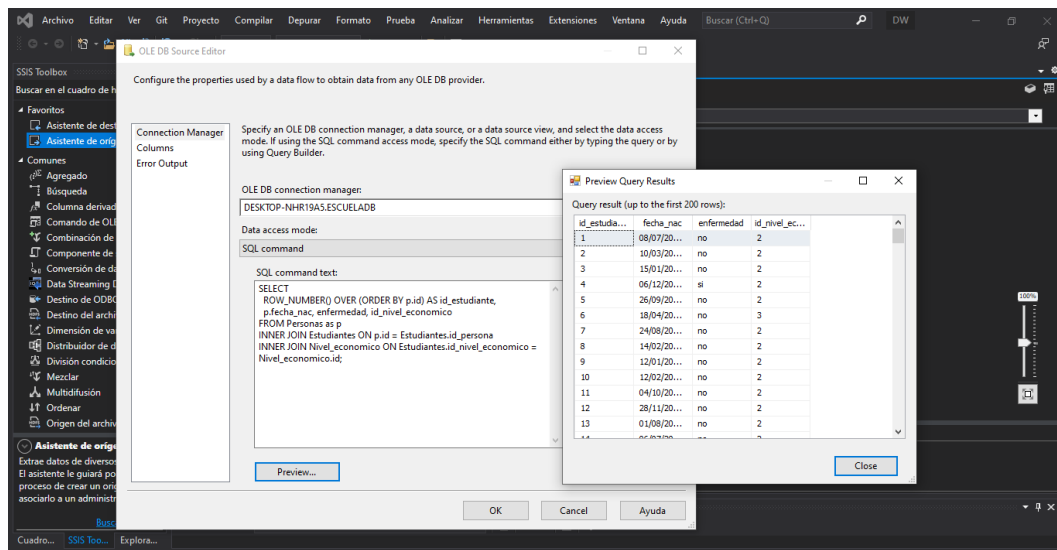 Archivo Editar Ver Git Proyecto Compilar Depurar Formato Prueba Analizar Herramientas Extensiones Ventana Ayuda Buscar (Ctrl+Q) DW
OLE DB Source Editor
SSIS Toolbox
Buscar en el cuadro de h
Favoritos
Asistente de dest
Asistente de oríg
Comunes
Agregado
Búsqueda
Columna derivad
Comando de OLI
Combinación de
Componente de
Conversión de da
Data Streaming D
Destino de ODBC
Destino del archi
Dimensión de va
Distribuidor de d
División condicio
Mezclar
Multidifusión
Ordenar
Origen del archiv
Asistente de oríge
Extrae datos de diversos
El asistente le guiará po
proceso de crear un orig
asociarlo a un administr
Busc
Cuadro... SSIS Too... Explora...
Configure the properties used by a data flow to obtain data from any OLE DB provider.
Connection Manager
Columns
Error Output
Specify an OLE DB connection manager, a data source, or a data source view, and select the data access
mode. If using the SQL command access mode, specify the SQL command either by typing the query or by
using Query Builder.
OLE DB connection manager:
DESKTOP-NHR19A5.ESCUELADB
Data access mode:
SQL command
SQL command text:
SELECT
ROW_NUMBER() OVER (ORDER BY p.id) AS id_estudiante,
p.fecha_nac, enfermedad, id_nivel_economico
FROM Personas as p
INNER JOIN Estudiantes ON p.id = Estudiantes.id_persona
INNER JOIN Nivel_economico ON Estudiantes.id_nivel_economico =
Nivel_economico.id;
Preview...
OK Cancel Ayuda
Preview Query Results
Query result (up to the first 200 rows):
id_estudia... fecha_nac enfermedad id_nivel_ec...
1 08/07/20... no 2
2 10/03/20... no 2
3 15/01/20... no 2
4 06/12/20... si 2
5 26/09/20... no 2
6 18/04/20... no 3
7 24/08/20... no 2
8 14/02/20... no 2
9 12/01/20... no 2
10 12/02/20... no 2
11 04/10/20... no 2
12 28/11/20... no 2
13 01/08/20... no 2
Close
100%